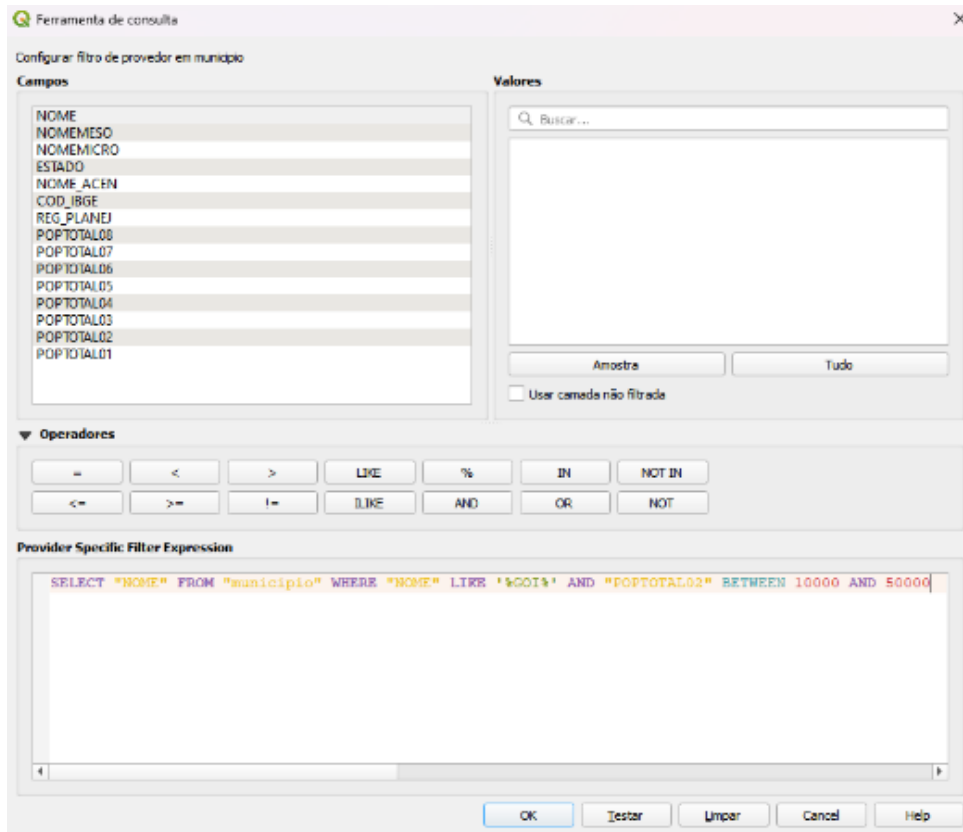 Ferramenta de consulta
Configurar filtro de provedor em município
Campos
Valores
NOME
NOMEMESO
NOMEMICRO
ESTADO
NOME_ACEN
COD_IBGE
REG_PLANEJ
POPTOTAL08
POPTOTAL07
POPTOTAL06
POPTOTAL05
POPTOTAL04
POPTOTAL03
POPTOTAL02
POPTOTAL01
Buscar...
Amostra Tudo
Usar camada não filtrada
Operadores
= < > LIKE % IN NOT IN
<= >= != ILIKE AND OR NOT
Provider Specific Filter Expression
SELECT "NOME" FROM "municipio" WHERE "NOME" LIKE '%GOI%' AND "POPTOTAL02" BETWEEN 10000 AND 50000
OK Testar Limpar Cancel Help